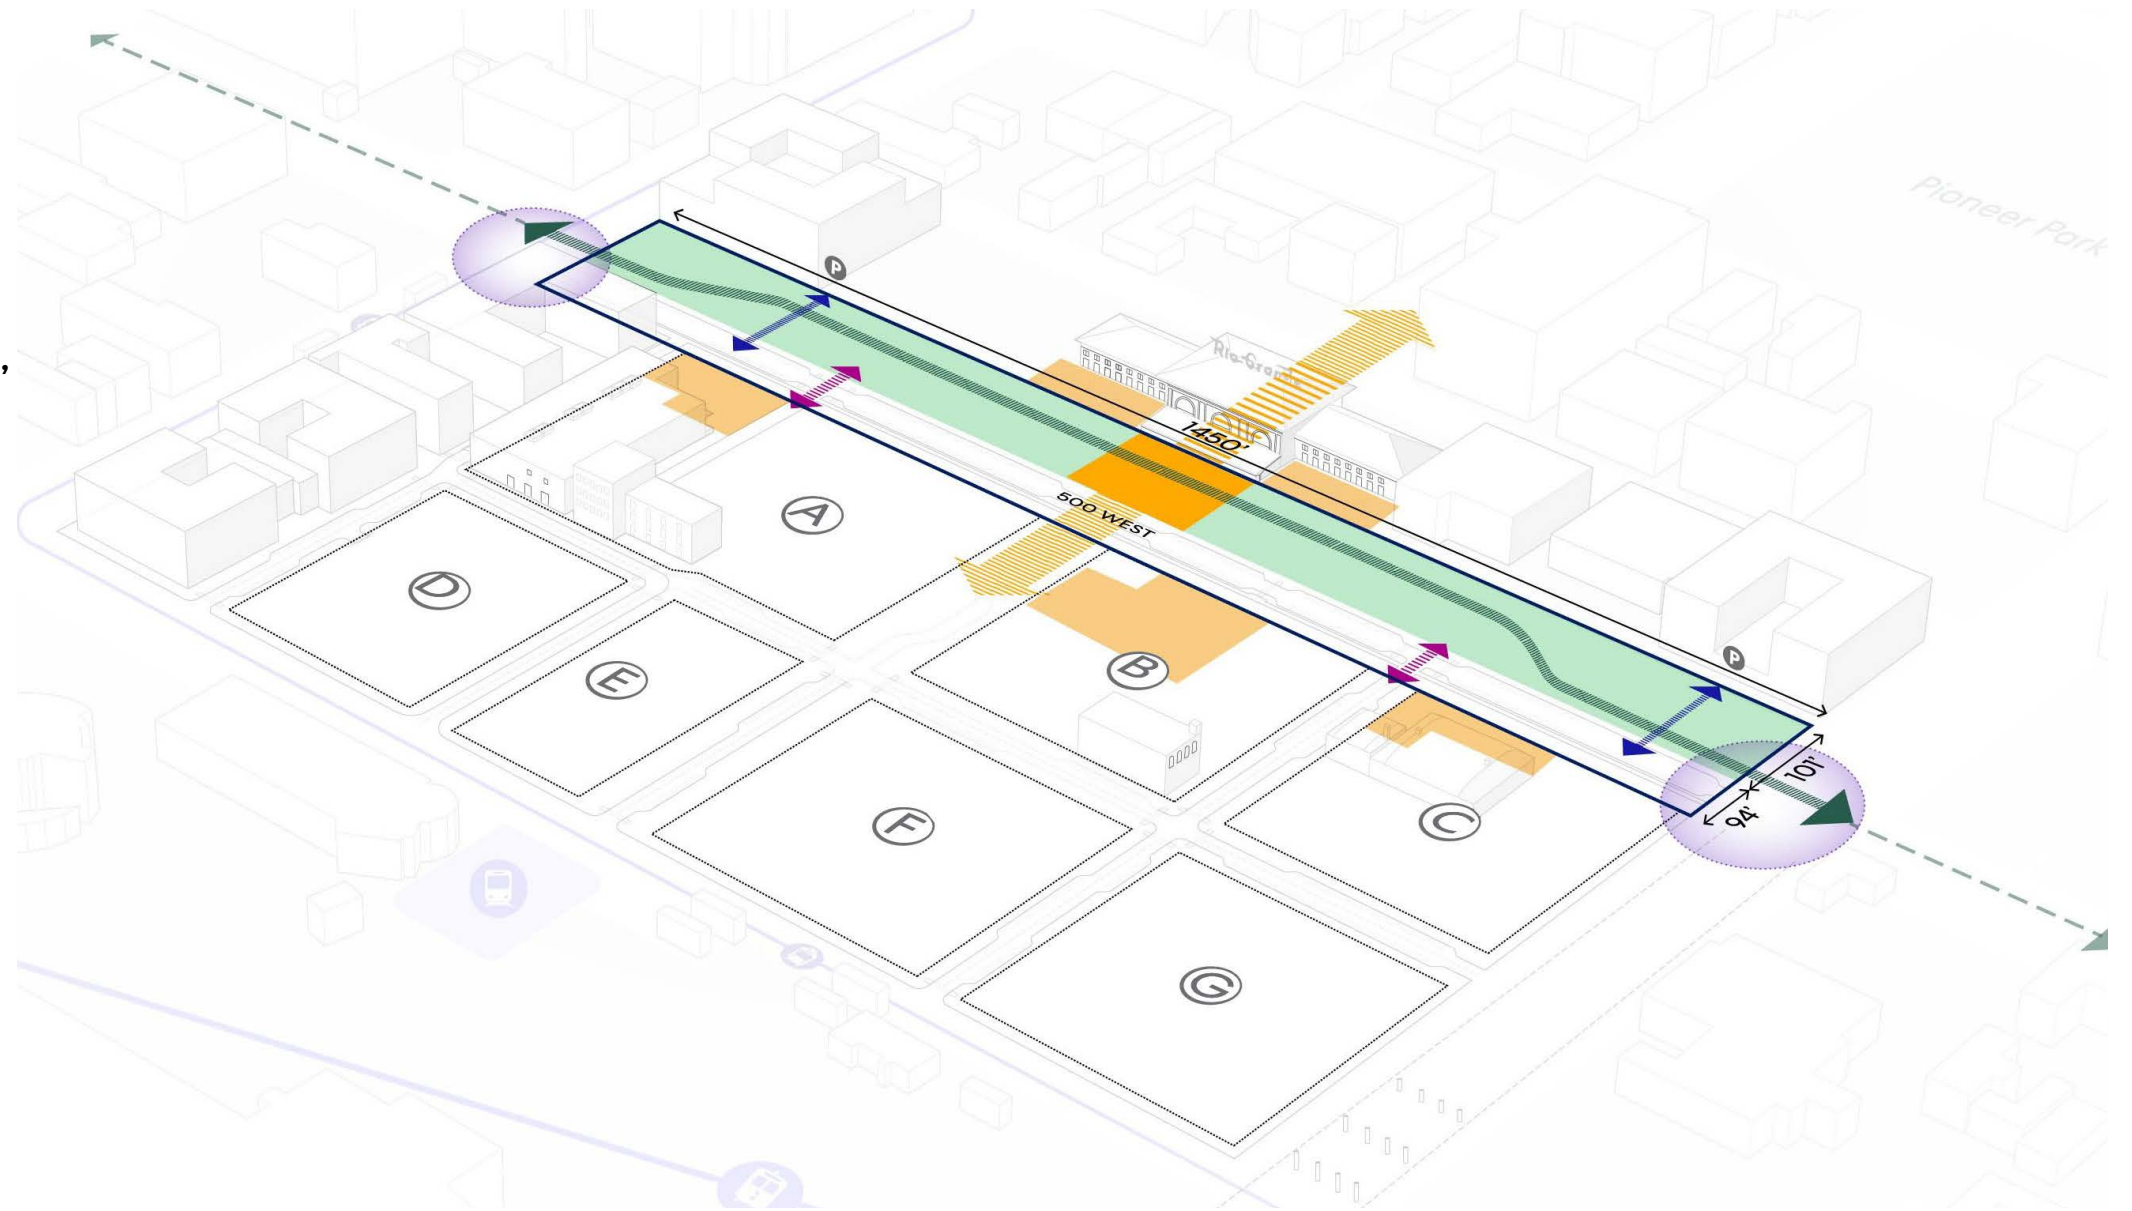 Pioneer Park
P
Rio Grande
1450'
500 WEST
A
D
B
P
E
101'
94'
C
F
G
,